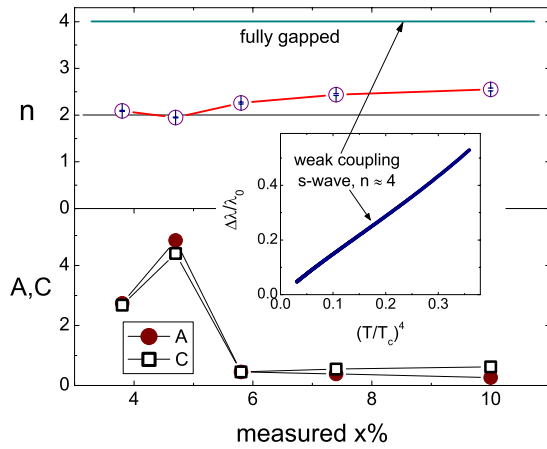 4
fully gapped
3
n
2
1
0
weak coupling
s-wave, n ≈ 4
Δλ/λ0
0.4
0.2
0.0
0.0 0.1 0.2 0.3
(T/Tc)^4
4
A,C
2
0
A
C
4 6 8 10
measured x%